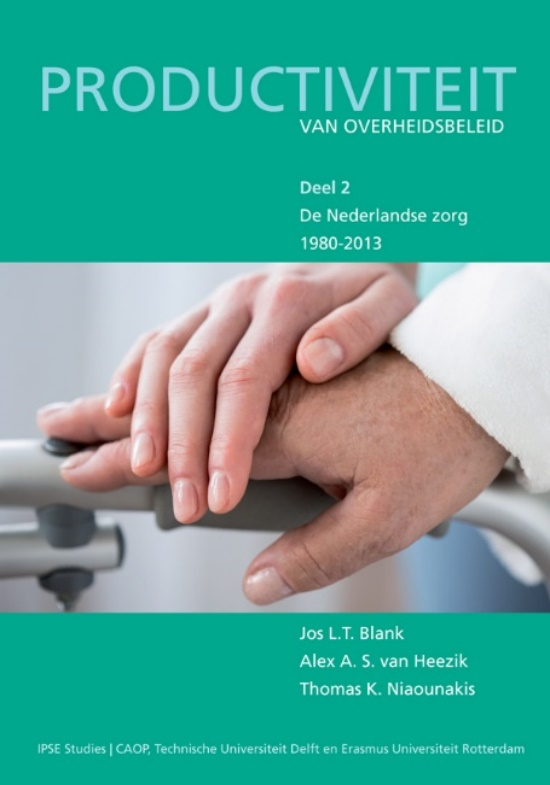 PRODUCTIVITEIT
VAN OVERHEIDSBELEID
Deel 2
De Nederlandse zorg
1980-2013
Jos L.T. Blank
Alex A. S. van Heezik
Thomas K. Niaounakis
IPSE Studies | CAOP, Technische Universiteit Delft en Erasmus Universiteit Rotterdam